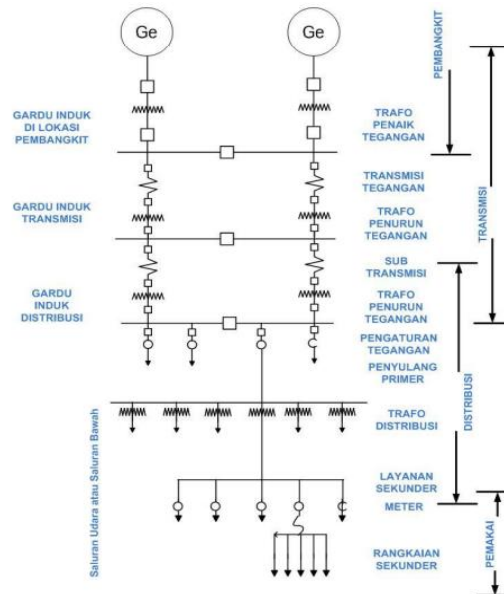 Ge
Ge
GARDU INDUK
DI LOKASI
PEMBANGKIT
TRAFO
PENAIK
TEGANGAN
PEMBANGKIT
TRANSMISI
TEGANGAN
GARDU INDUK
TRANSMISI
TRAFO
PENURUN
TEGANGAN
TRANSMISI
SUB
TRANSMISI
GARDU
INDUK
DISTRIBUSI
TRAFO
PENURUN
TEGANGAN
PENGATURAN
TEGANGAN
PENYULANG
PRIMER
DISTRIBUSI
TRAFO
DISTRIBUSI
Saluran Udara atau Saluran Bawah
LAYANAN
SEKUNDER
METER
RANGKAIAN
SEKUNDER
PEMAKAI